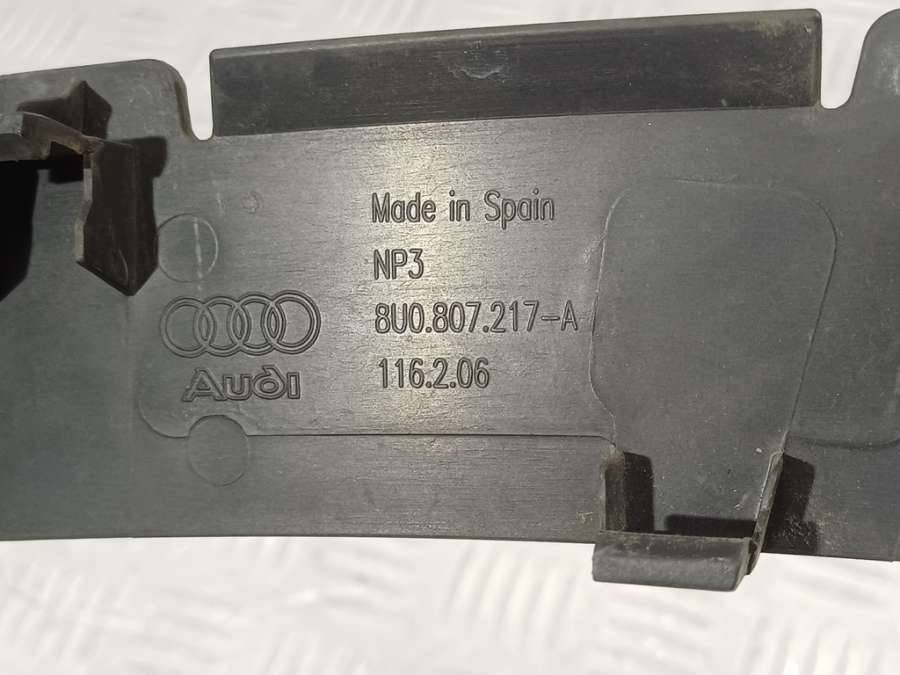 Made in Spain
NP3
8U0.807.217-A
116.2.06
Audi